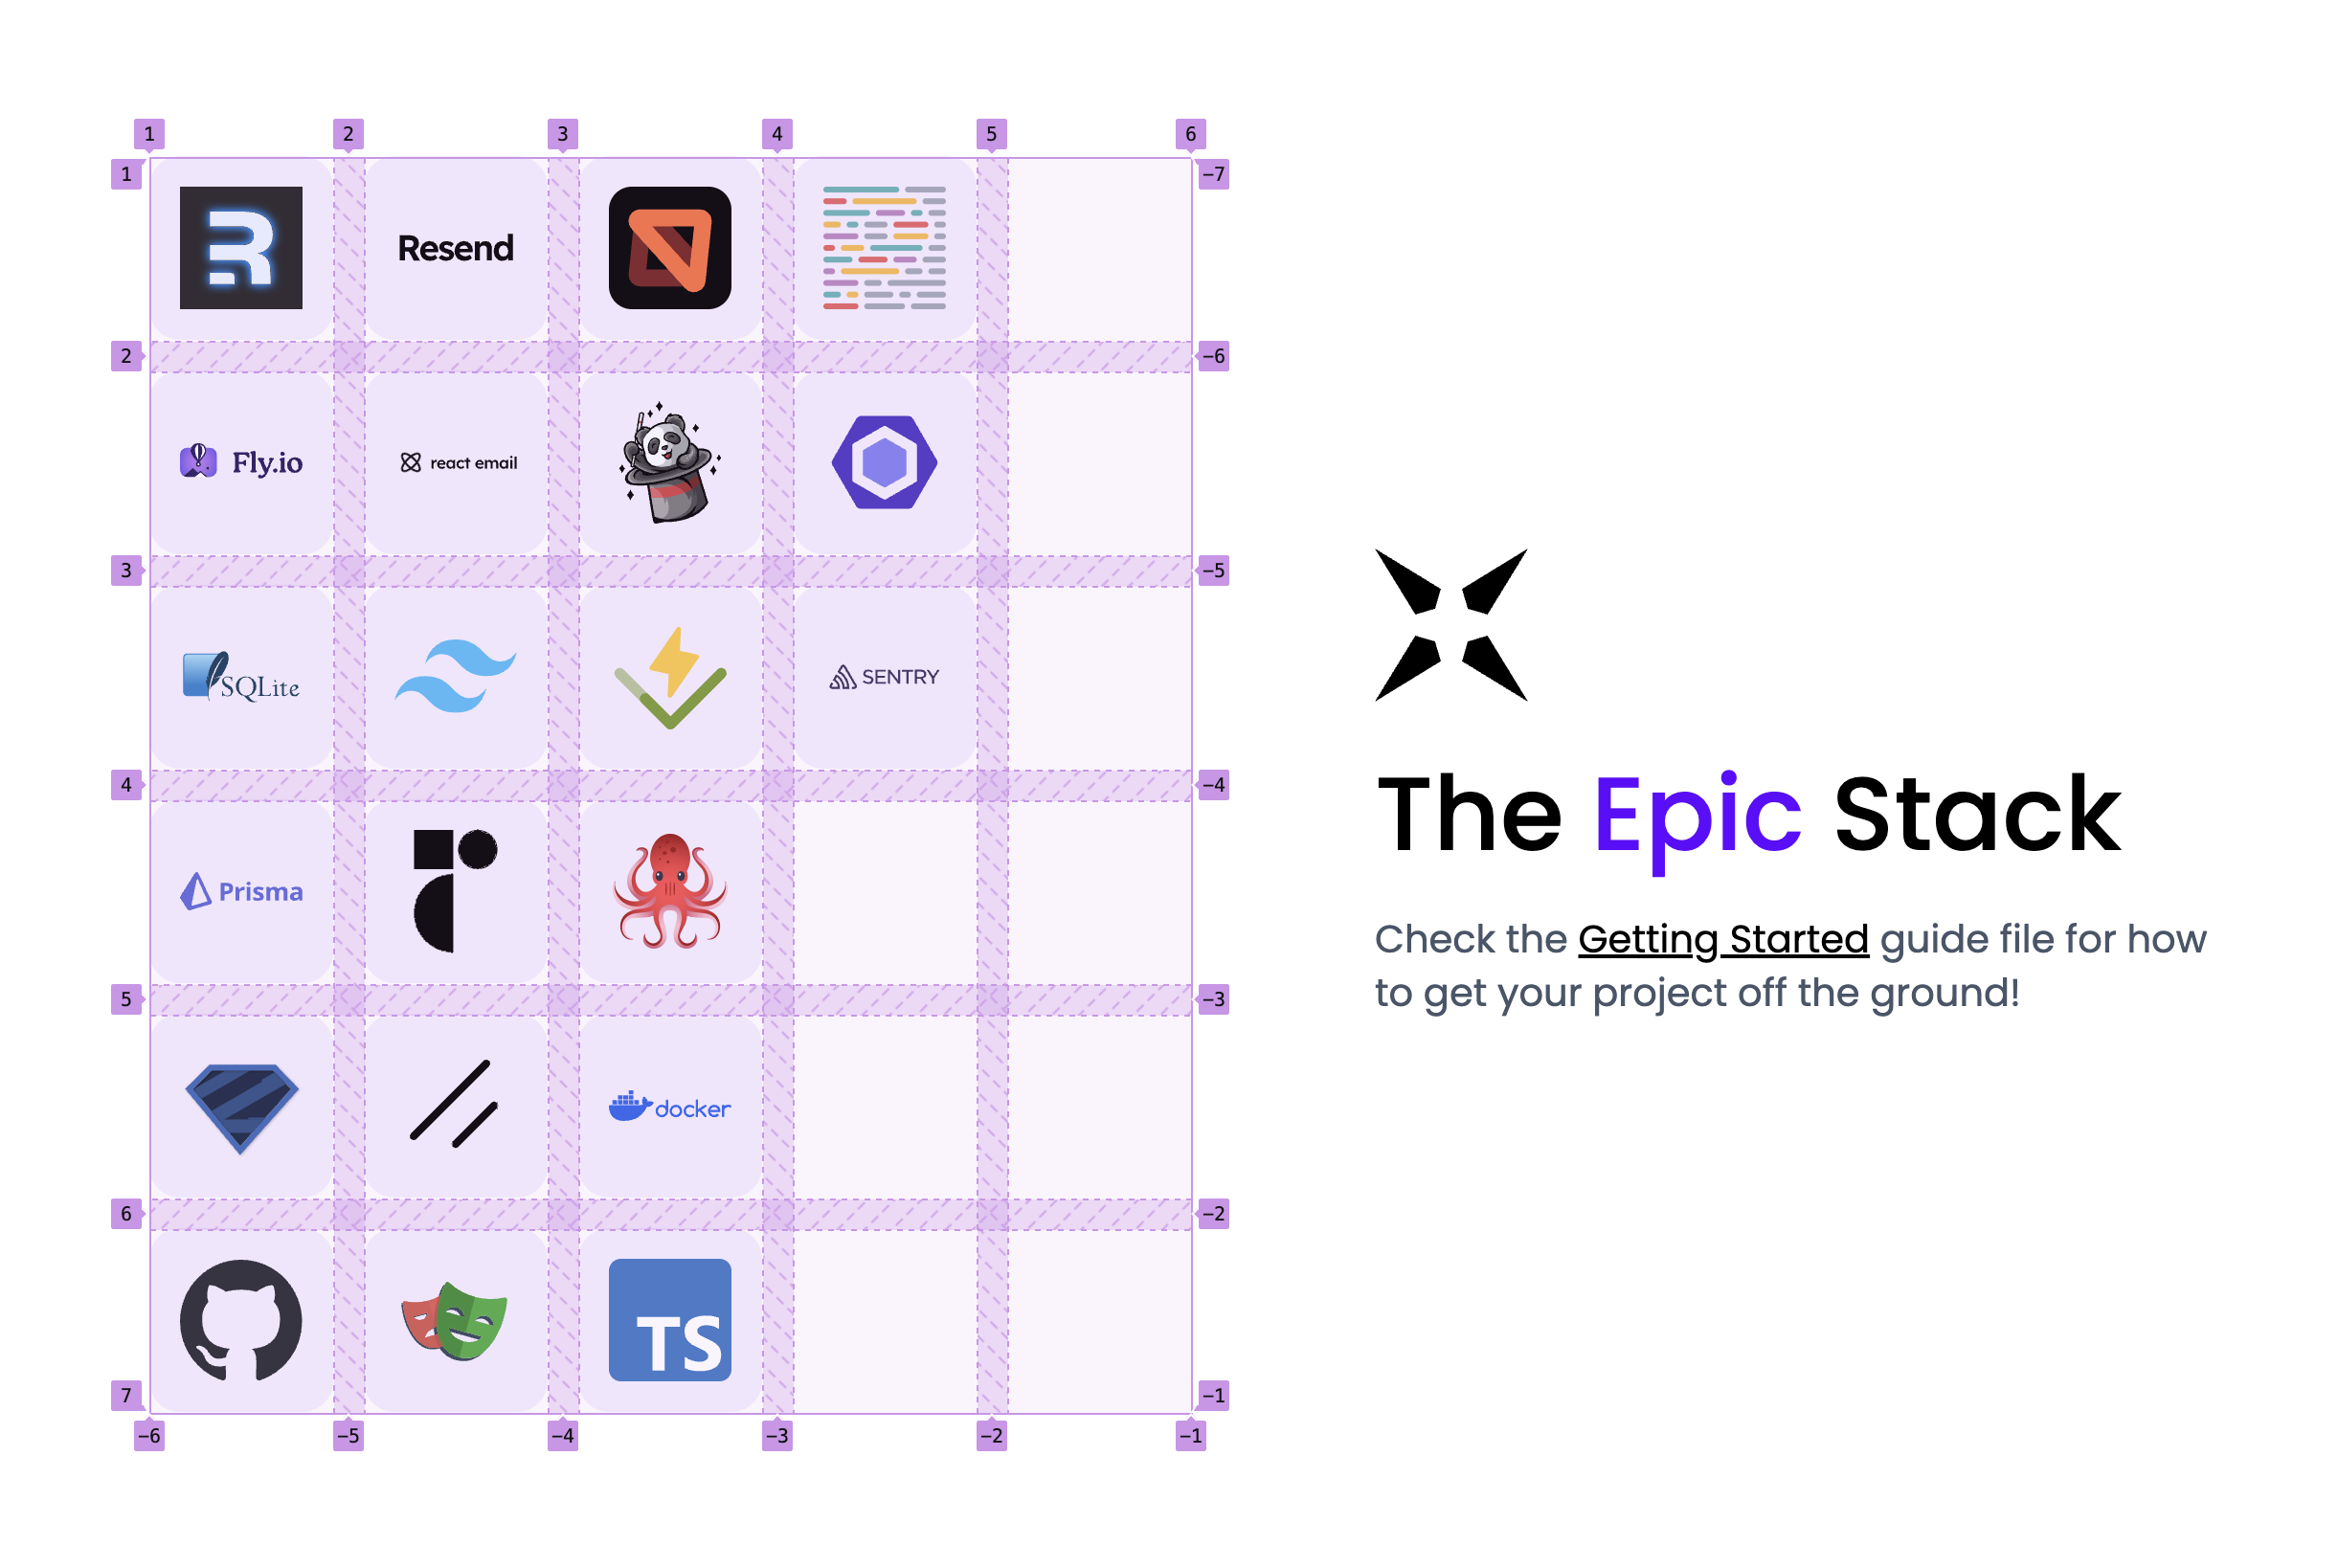 1 2 3 4 5 6
1 −7
Resend
2 −6
Fly.io react email
3 −5
SQLite SENTRY
4 −4
Prisma
5 −3
docker
6 −2
TS
7 −1
−6 −5 −4 −3 −2 −1
The Epic Stack
Check the Getting Started guide file for how
to get your project off the ground!